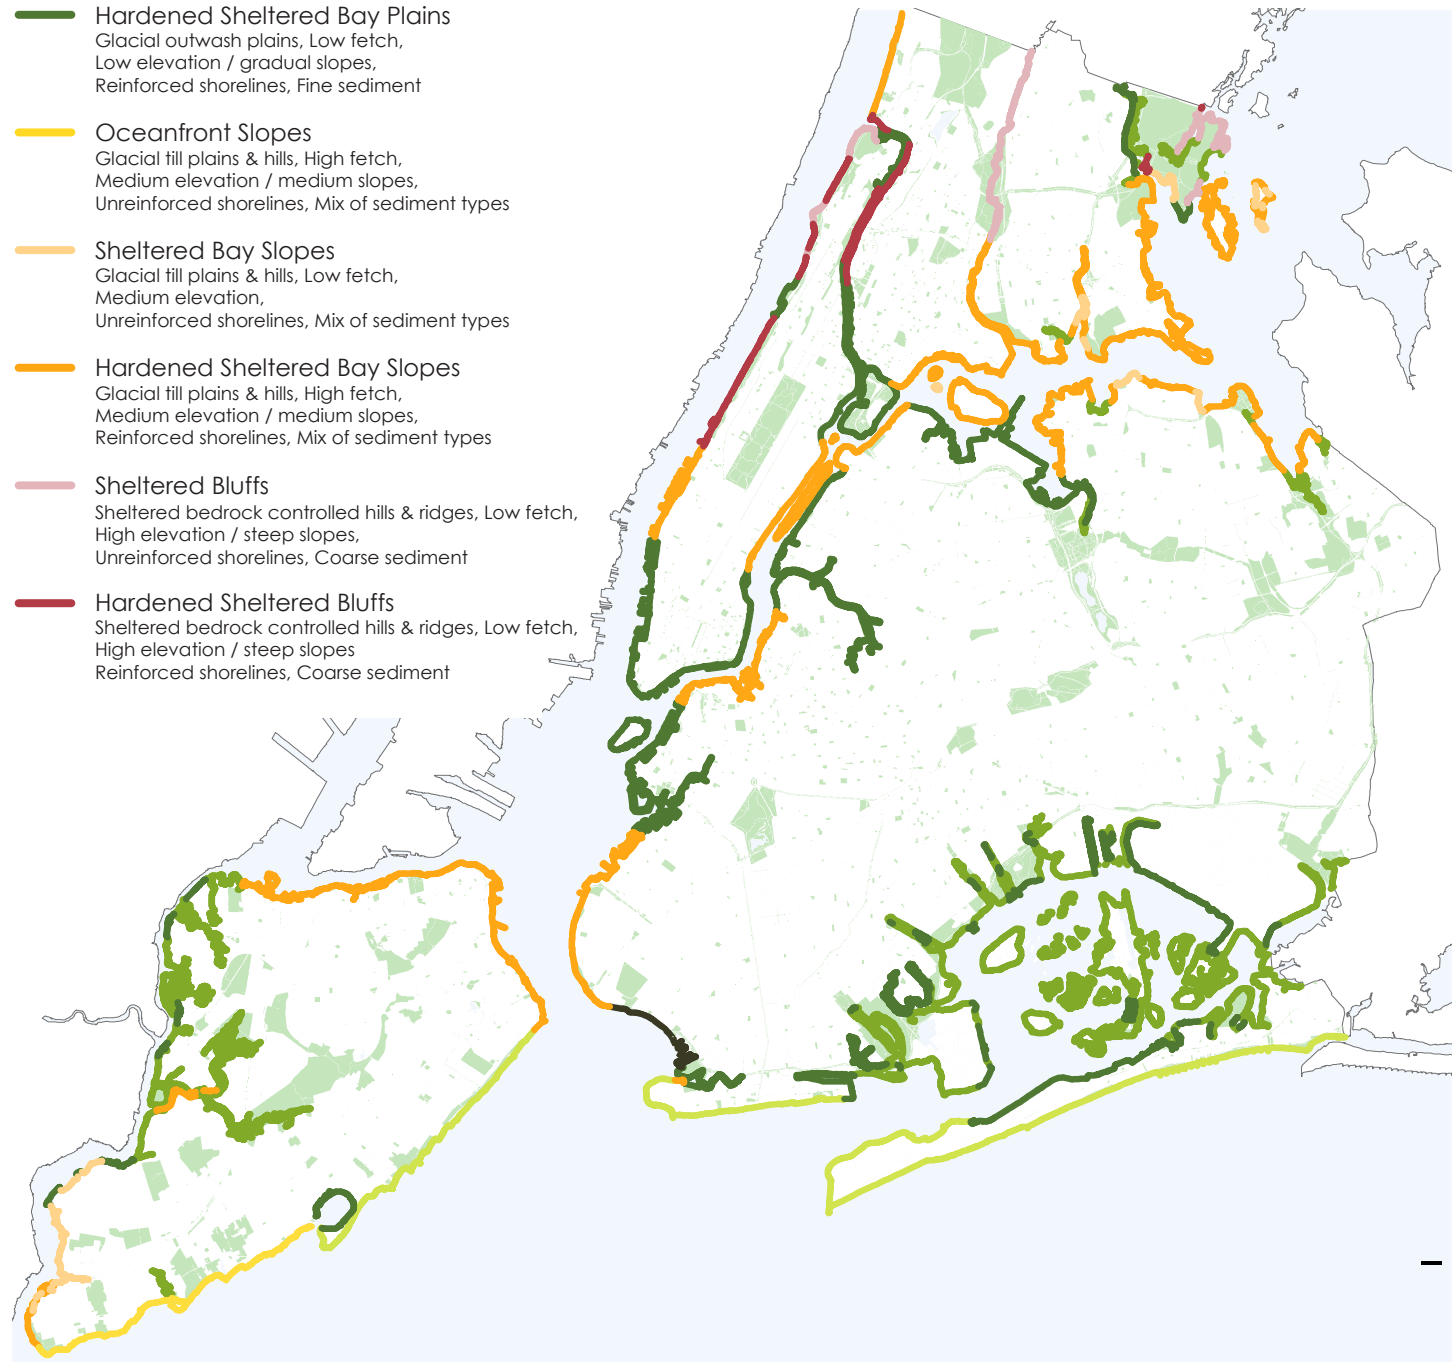 Hardened Sheltered Bay Plains
Glacial outwash plains, Low fetch,
Low elevation / gradual slopes,
Reinforced shorelines, Fine sediment
Oceanfront Slopes
Glacial till plains & hills, High fetch,
Medium elevation / medium slopes,
Unreinforced shorelines, Mix of sediment types
Sheltered Bay Slopes
Glacial till plains & hills, Low fetch,
Medium elevation,
Unreinforced shorelines, Mix of sediment types
Hardened Sheltered Bay Slopes
Glacial till plains & hills, High fetch,
Medium elevation / medium slopes,
Reinforced shorelines, Mix of sediment types
Sheltered Bluffs
Sheltered bedrock controlled hills & ridges, Low fetch,
High elevation / steep slopes,
Unreinforced shorelines, Coarse sediment
Hardened Sheltered Bluffs
Sheltered bedrock controlled hills & ridges, Low fetch,
High elevation / steep slopes
Reinforced shorelines, Coarse sediment